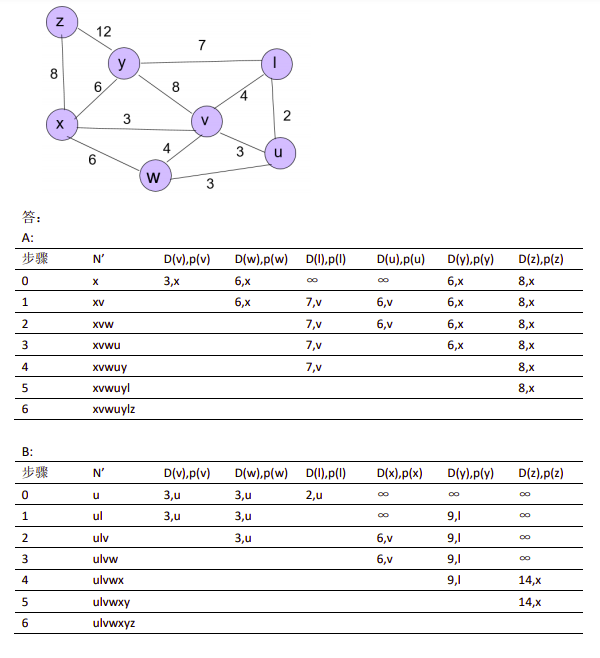 z
12
7
y
l
8
6
8
4
2
x
3
v
3
u
4
6
w
3
答：
A:
步骤 N’ D(v),p(v) D(w),p(w) D(l),p(l) D(u),p(u) D(y),p(y) D(z),p(z)
0 x 3,x 6,x ∞ ∞ 6,x 8,x
1 xv 6,x 7,v 6,v 6,x 8,x
2 xvw 7,v 6,v 6,x 8,x
3 xvwu 7,v 6,x 8,x
4 xvwuy 7,v 8,x
5 xvwuyl 8,x
6 xvwuylz
B:
步骤 N’ D(v),p(v) D(w),p(w) D(l),p(l) D(x),p(x) D(y),p(y) D(z),p(z)
0 u 3,u 3,u 2,u ∞ ∞ ∞
1 ul 3,u 3,u ∞ 9,l ∞
2 ulv 3,u 6,v 9,l ∞
3 ulvw 6,v 9,l ∞
4 ulvwx 9,l 14,x
5 ulvwxy 14,x
6 ulvwxyz